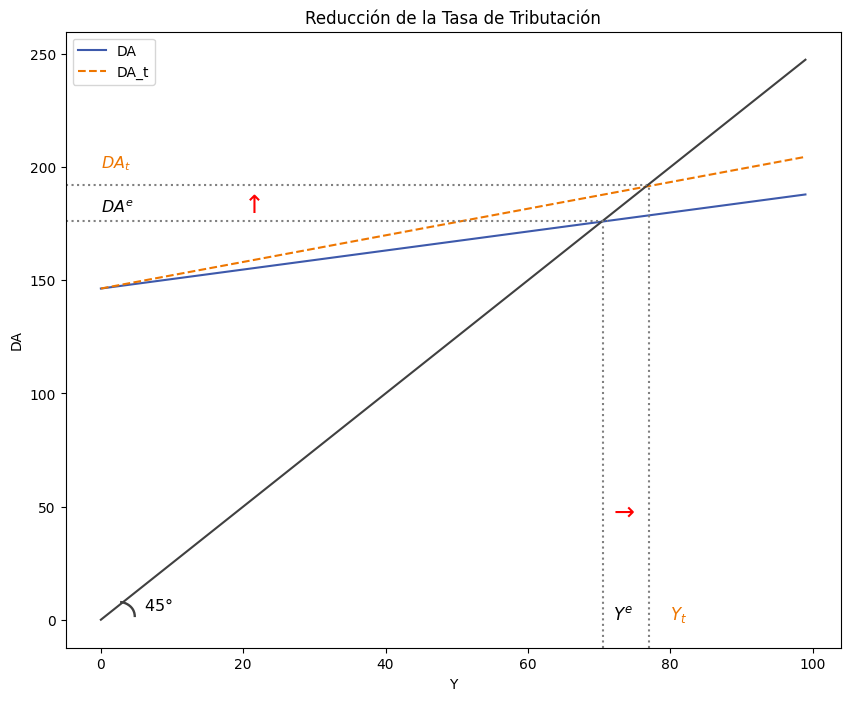 Reducción de la Tasa de Tributación
DA
DA_t
250
200
150
100
50
0
DA
DA_t
DA^e
↑
→
45°
Y^e
Y_t
0
20
40
60
80
100
Y